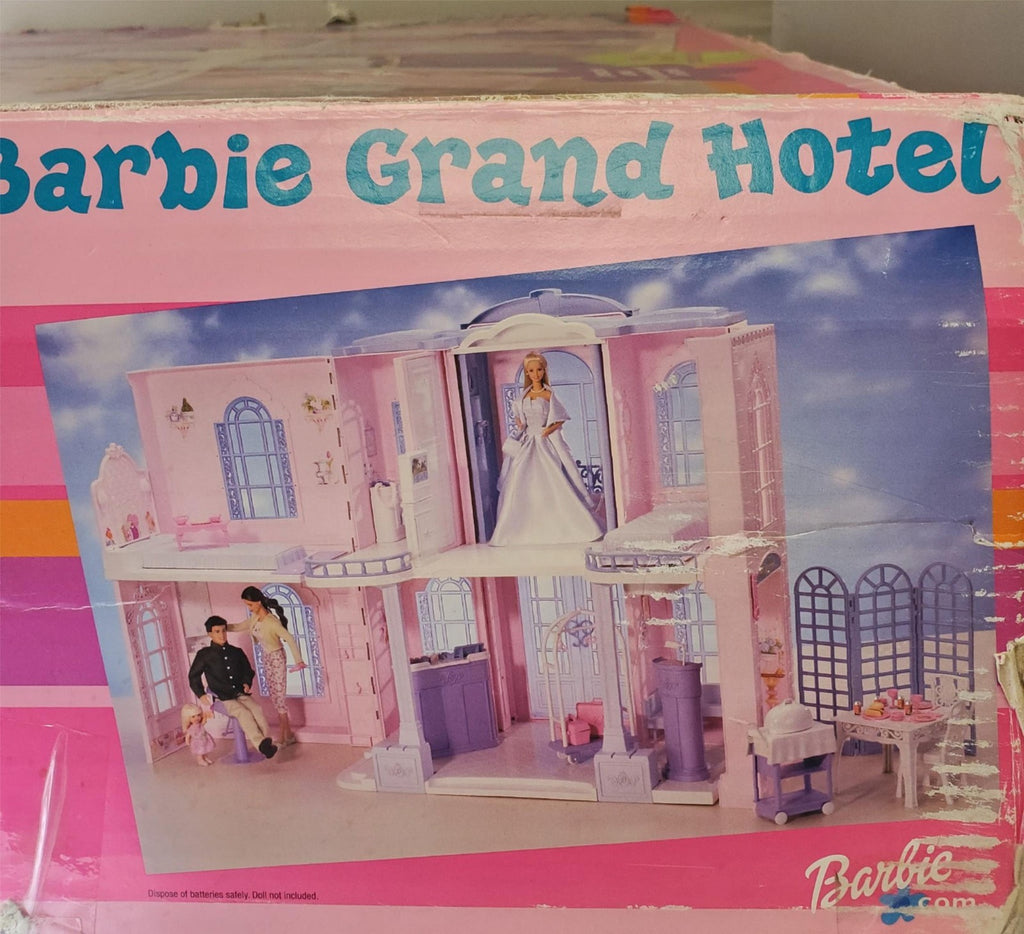 Barbie Grand Hotel
Dispose of batteries safely. Doll not included.
Barbie
.com